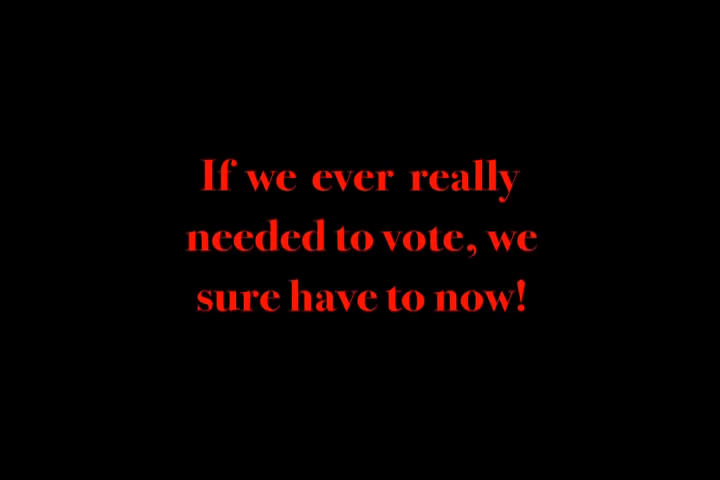 If we ever really
needed to vote, we
sure have to now!